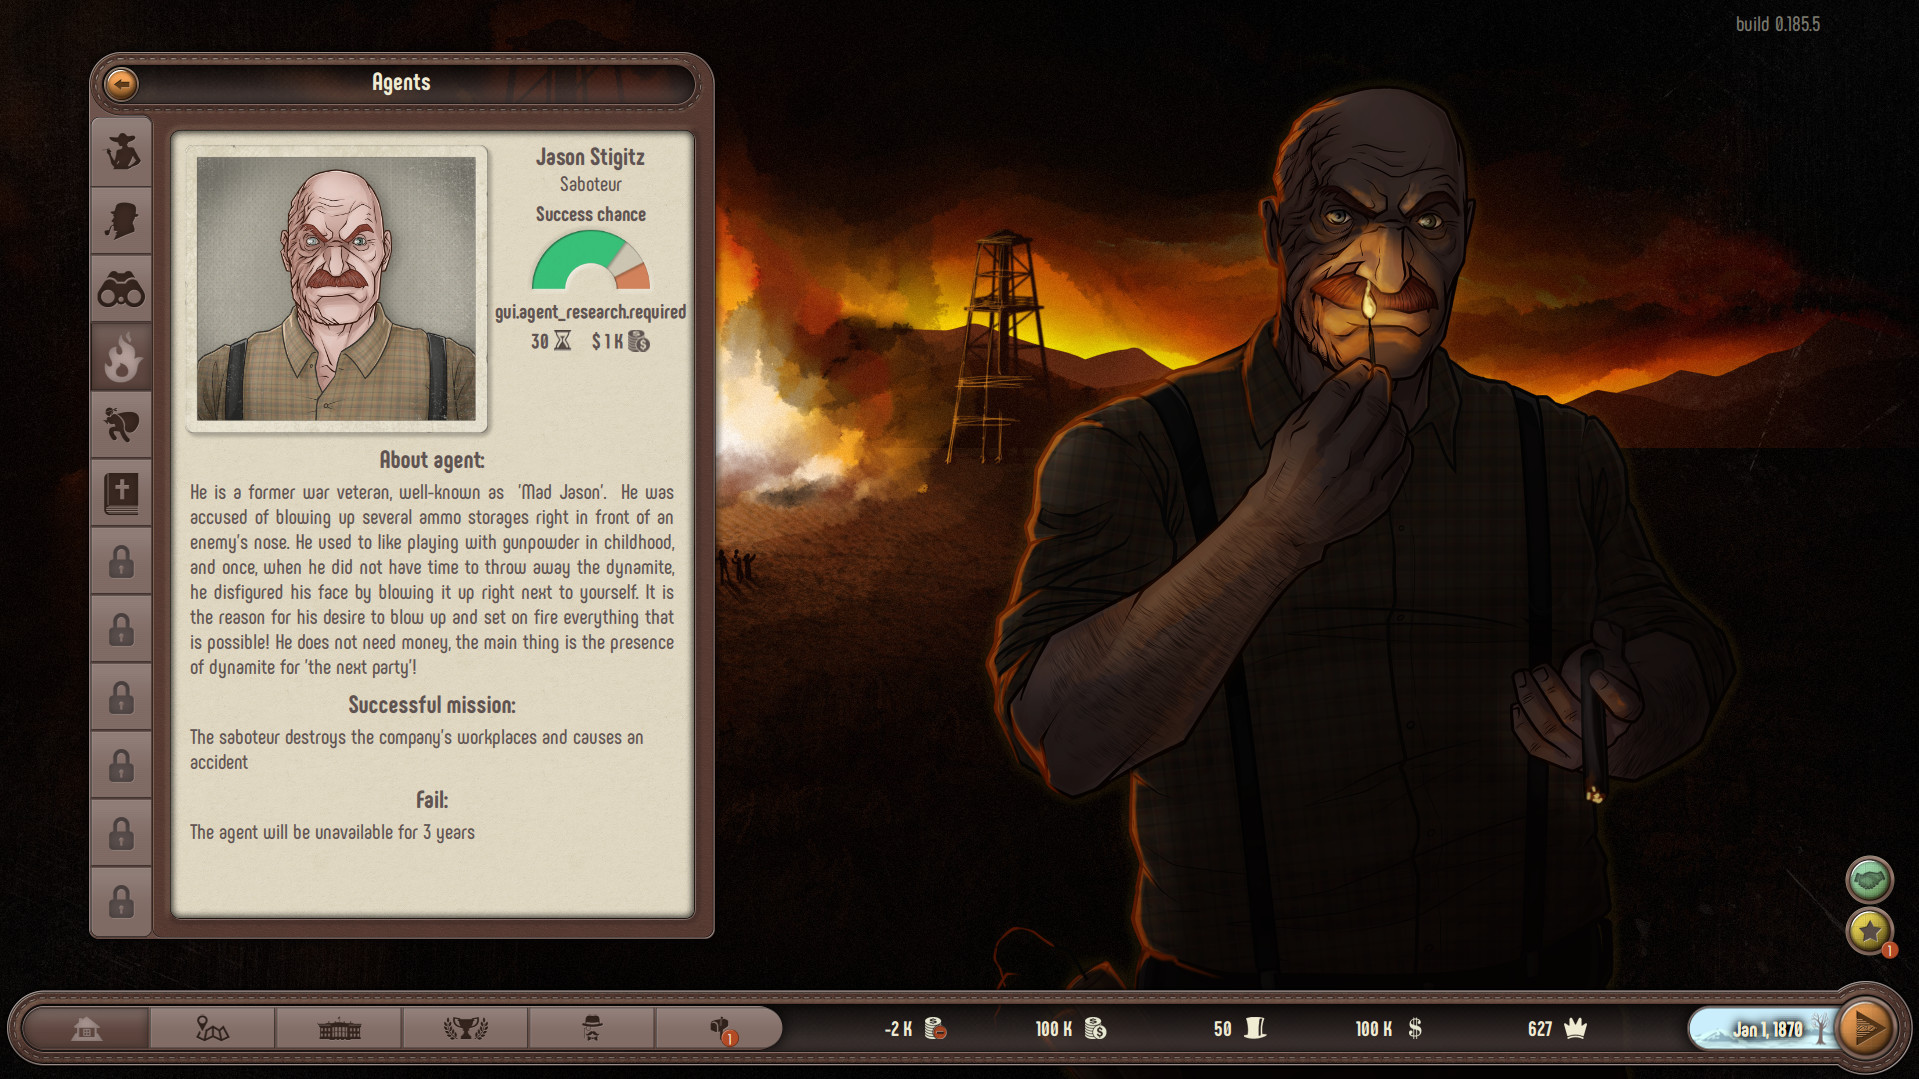 build 0.185.5
Agents
Jason Stigitz
Saboteur
Success chance
gui.agent_research.required
30 $ 1 K
About agent:
He is a former war veteran, well-known as 'Mad Jason'. He was
accused of blowing up several ammo storages right in front of an
enemy's nose. He used to like playing with gunpowder in childhood,
and once, when he did not have time to throw away the dynamite,
he disfigured his face by blowing it up right next to yourself. It is
the reason for his desire to blow up and set on fire everything that
is possible! He does not need money, the main thing is the presence
of dynamite for 'the next party'!
Successful mission:
The saboteur destroys the company's workplaces and causes an
accident
Fail:
The agent will be unavailable for 3 years
1
1
-2 K 100 K 50 100 K $ 627 Jan 1, 1870